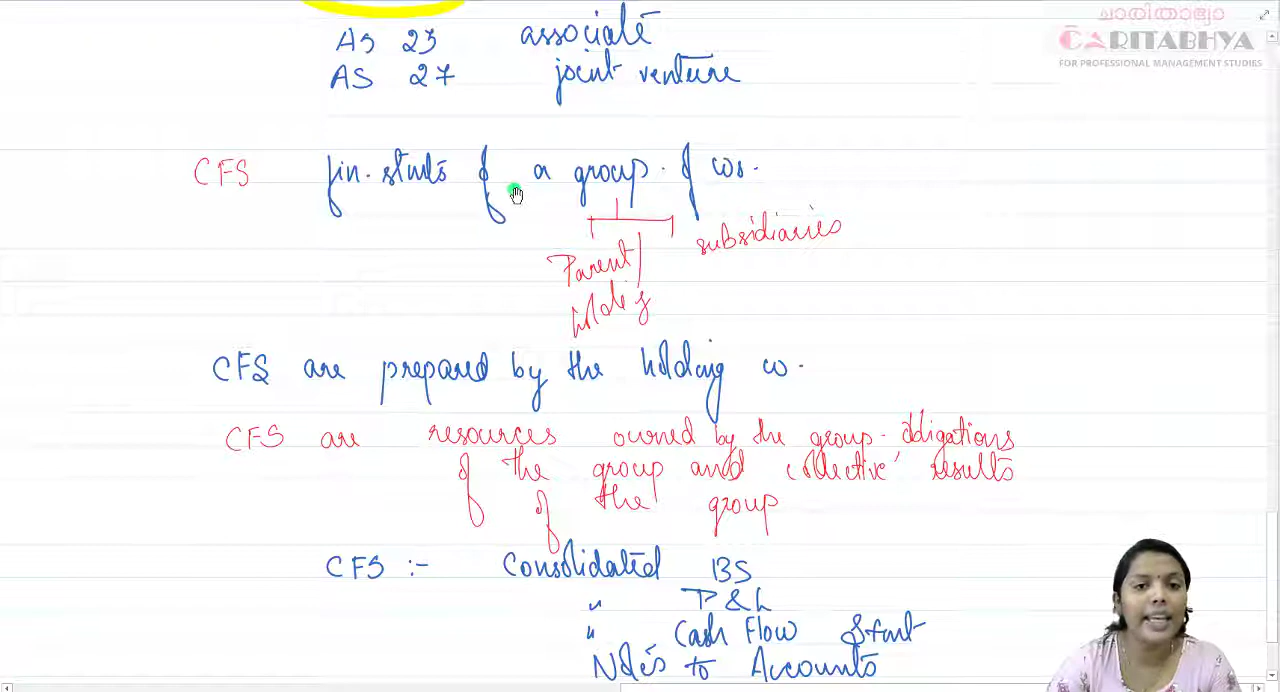 ചാരിതാഭ്യാ
CARITABHYA
FOR PROFESSIONAL MANAGEMENT STUDIES
AS 23 associate
AS 27 joint venture
CFS fin. stmts of a group. of cos.
Parent/ subsidiaries
holding
CFS are prepared by the holding co.
CFS are resources owned by the group. obligations
of the group and collective results
of the group
CFS :- Consolidated BS
" P & L
" Cash Flow stmt
Notes to Accounts